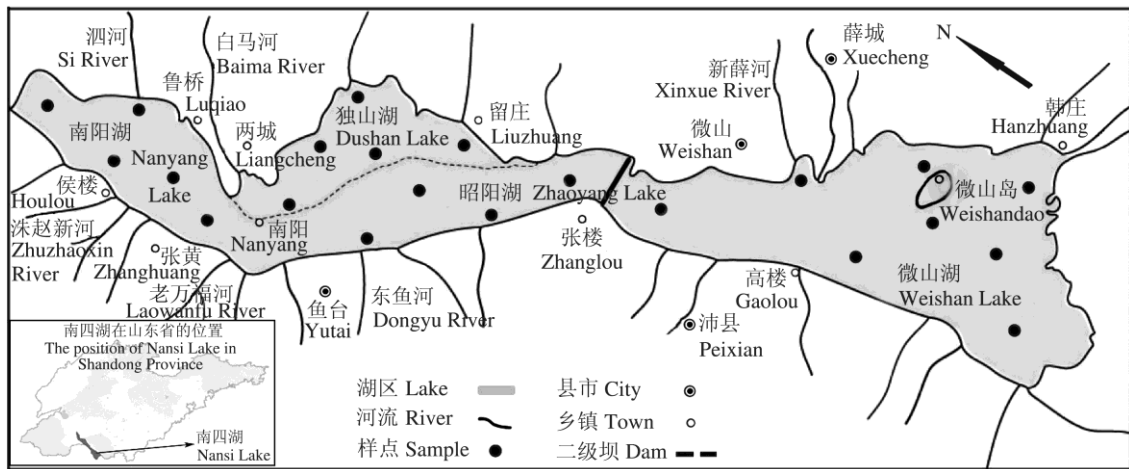 泗河
Si River
白马河
Baima River
鲁桥
Luqiao
两城
Liangcheng
独山湖
Dushan Lake
留庄
Liuzhuang
新薛河
Xinxue River
薛城
Xuecheng
N
微山
Weishan
韩庄
Hanzhuang
南阳湖
Nanyang
Lake
侯楼
Houlou
洙赵新河
Zhuzhaoxin
River
张黄
Zhanghuang
南阳
Nanyang
昭阳湖
Zhaoyang Lake
张楼
Zhanglou
微山岛
Weishandao
微山湖
Weishan Lake
高楼
Gaolou
老万福河
Laowanfu River
鱼台
Yutai
东鱼河
Dongyu River
沛县
Peixian
南四湖在山东省的位置
The position of Nansi Lake in
Shandong Province
南四湖
Nansi Lake
湖区 Lake
河流 River
样点 Sample
县市 City
乡镇 Town
二级坝 Dam